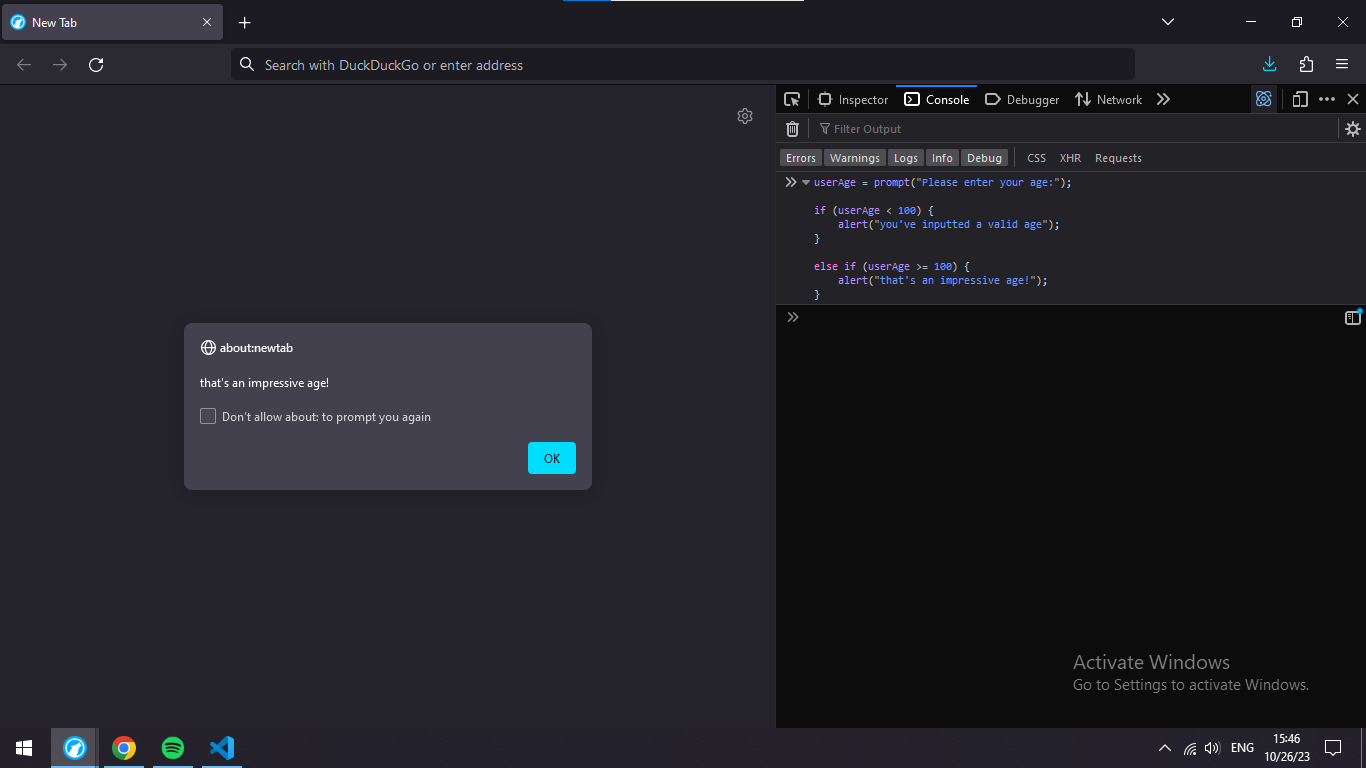 New Tab
Search with DuckDuckGo or enter address
Inspector Console Debugger Network
Filter Output
Errors Warnings Logs Info Debug CSS XHR Requests
userAge = prompt("Please enter your age:");
if (userAge < 100) {
alert("you've inputted a valid age");
}
else if (userAge >= 100) {
alert("that's an impressive age!");
}
about:newtab
that's an impressive age!
Don't allow about: to prompt you again
OK
Activate Windows
Go to Settings to activate Windows.
ENG
15:46
10/26/23